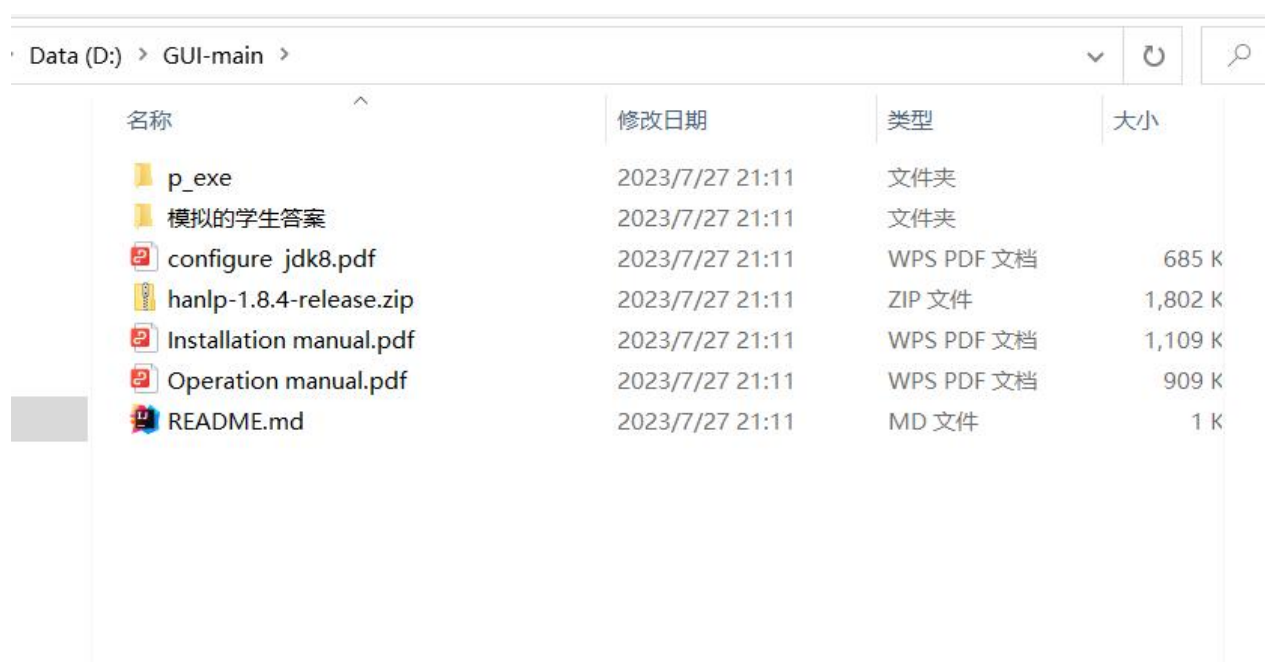 Data (D:) > GUI-main >
名称 修改日期 类型 大小
p_exe 2023/7/27 21:11 文件夹
模拟的学生答案 2023/7/27 21:11 文件夹
configure jdk8.pdf 2023/7/27 21:11 WPS PDF 文档 685 K
hanlp-1.8.4-release.zip 2023/7/27 21:11 ZIP 文件 1,802 K
Installation manual.pdf 2023/7/27 21:11 WPS PDF 文档 1,109 K
Operation manual.pdf 2023/7/27 21:11 WPS PDF 文档 909 K
README.md 2023/7/27 21:11 MD 文件 1 K